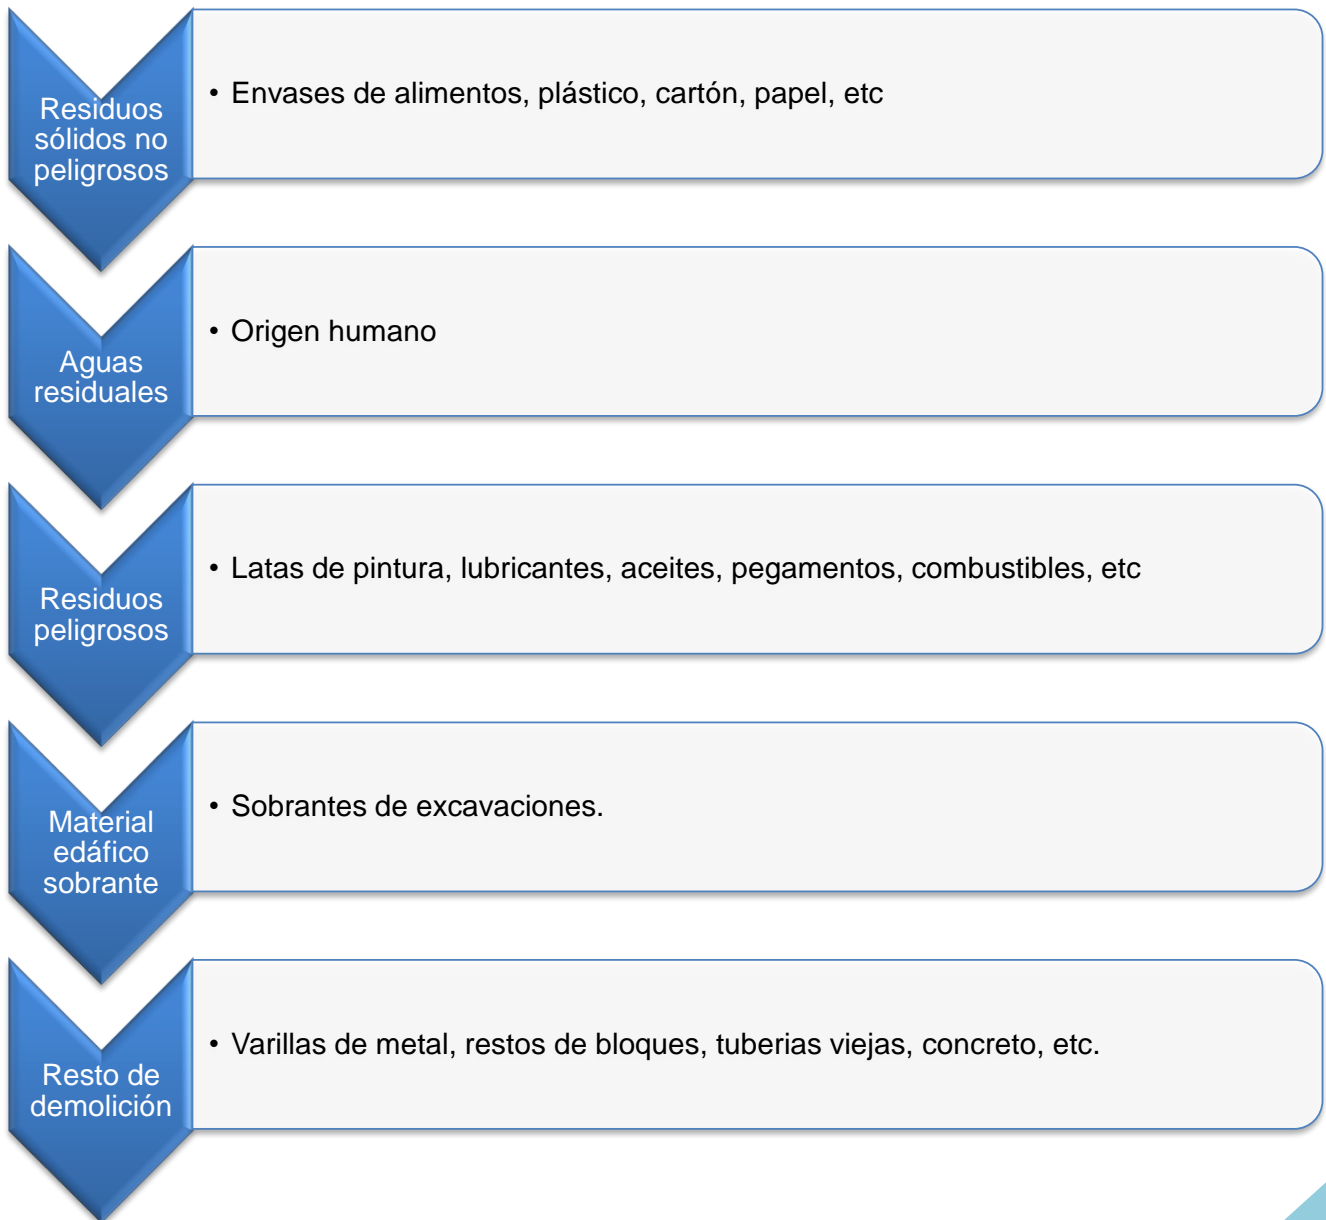 Residuos
sólidos no
peligrosos
• Envases de alimentos, plástico, cartón, papel, etc
Aguas
residuales
• Origen humano
Residuos
peligrosos
• Latas de pintura, lubricantes, aceites, pegamentos, combustibles, etc
Material
edáfico
sobrante
• Sobrantes de excavaciones.
Resto de
demolición
• Varillas de metal, restos de bloques, tuberias viejas, concreto, etc.